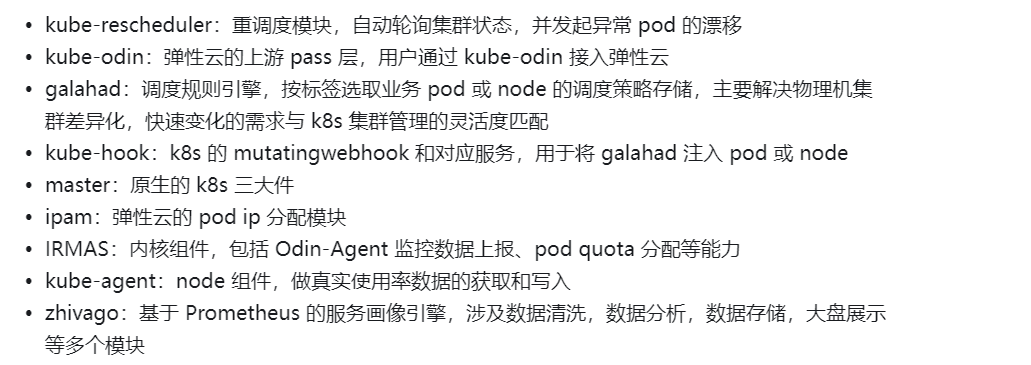 • kube-rescheduler：重调度模块，自动轮询集群状态，并发起异常 pod 的漂移
• kube-odin：弹性云的上游 pass 层，用户通过 kube-odin 接入弹性云
• galahad：调度规则引擎，按标签选取业务 pod 或 node 的调度策略存储，主要解决物理机集
群差异化，快速变化的需求与 k8s 集群管理的灵活度匹配
• kube-hook：k8s 的 mutatingwebhook 和对应服务，用于将 galahad 注入 pod 或 node
• master：原生的 k8s 三大件
• ipam：弹性云的 pod ip 分配模块
• IRMAS：内核组件，包括 Odin-Agent 监控数据上报、pod quota 分配等能力
• kube-agent：node 组件，做真实使用率数据的获取和写入
• zhivago：基于 Prometheus 的服务画像引擎，涉及数据清洗，数据分析，数据存储，大盘展示
等多个模块